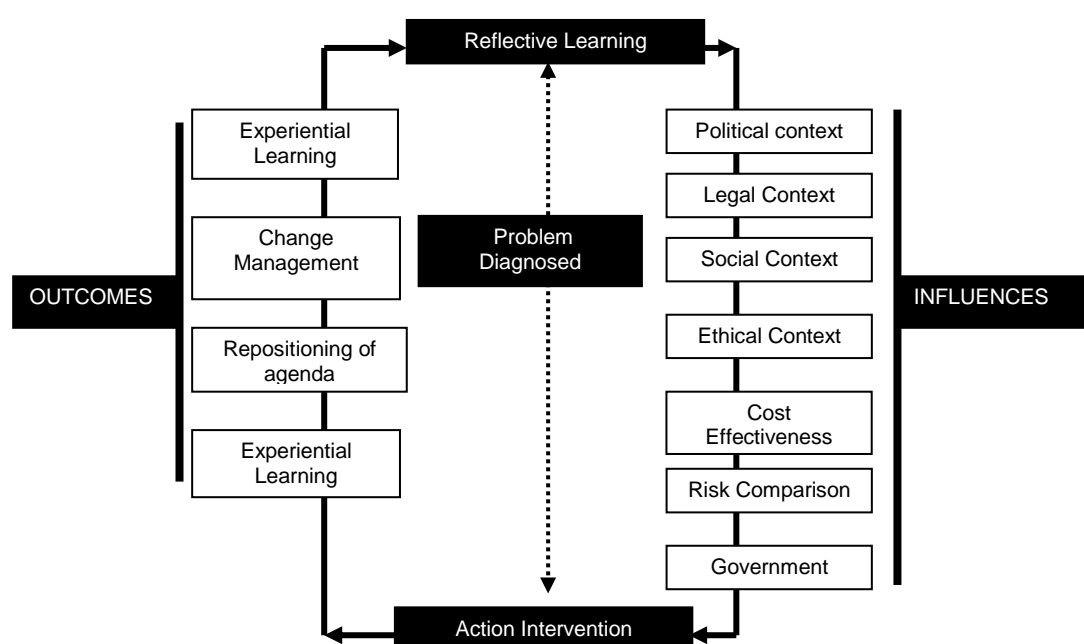 Reflective Learning
Experiential
Learning
Change
Management
Repositioning of
agenda
Experiential
Learning
OUTCOMES
Problem
Diagnosed
Political context
Legal Context
Social Context
Ethical Context
Cost
Effectiveness
Risk Comparison
Government
INFLUENCES
Action Intervention